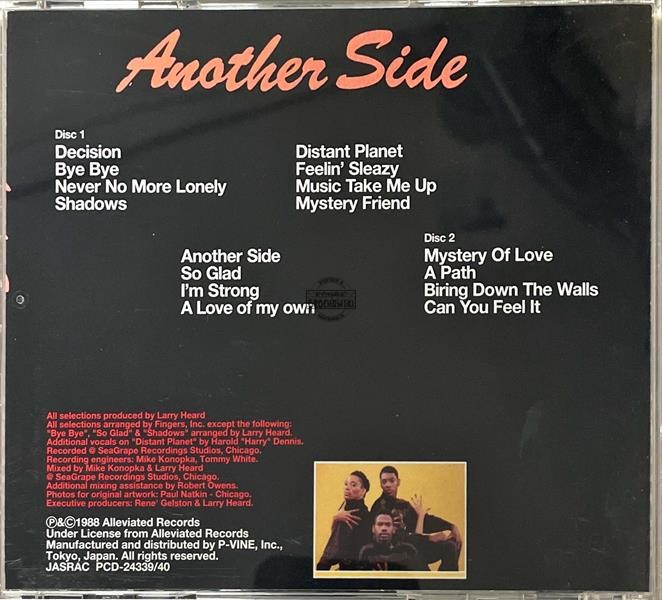 Another Side
Disc 1
Decision
Bye Bye
Never No More Lonely
Shadows
Distant Planet
Feelin' Sleazy
Music Take Me Up
Mystery Friend
Another Side
So Glad
I'm Strong
A Love of my own
Disc 2
Mystery Of Love
A Path
Biring Down The Walls
Can You Feel It
All selections produced by Larry Heard
All selections arranged by Fingers, Inc. except the following:
"Bye Bye", "So Glad" & "Shadows" arranged by Larry Heard.
Additional vocals on "Distant Planet" by Harold "Harry" Dennis.
Recorded @ SeaGrape Recordings Studios, Chicago.
Recording engineers: Mike Konopka, Tommy White.
Mixed by Mike Konopka & Larry Heard
@ SeaGrape Recordings Studios, Chicago.
Additional mixing assistance by Robert Owens.
Photos for original artwork: Paul Natkin - Chicago.
Executive producers: Rene' Gelston & Larry Heard.
℗&©1988 Alleviated Records
Under License from Alleviated Records
Manufactured and distributed by P-VINE, Inc.,
Tokyo, Japan. All rights reserved.
JASRAC PCD-24339/40